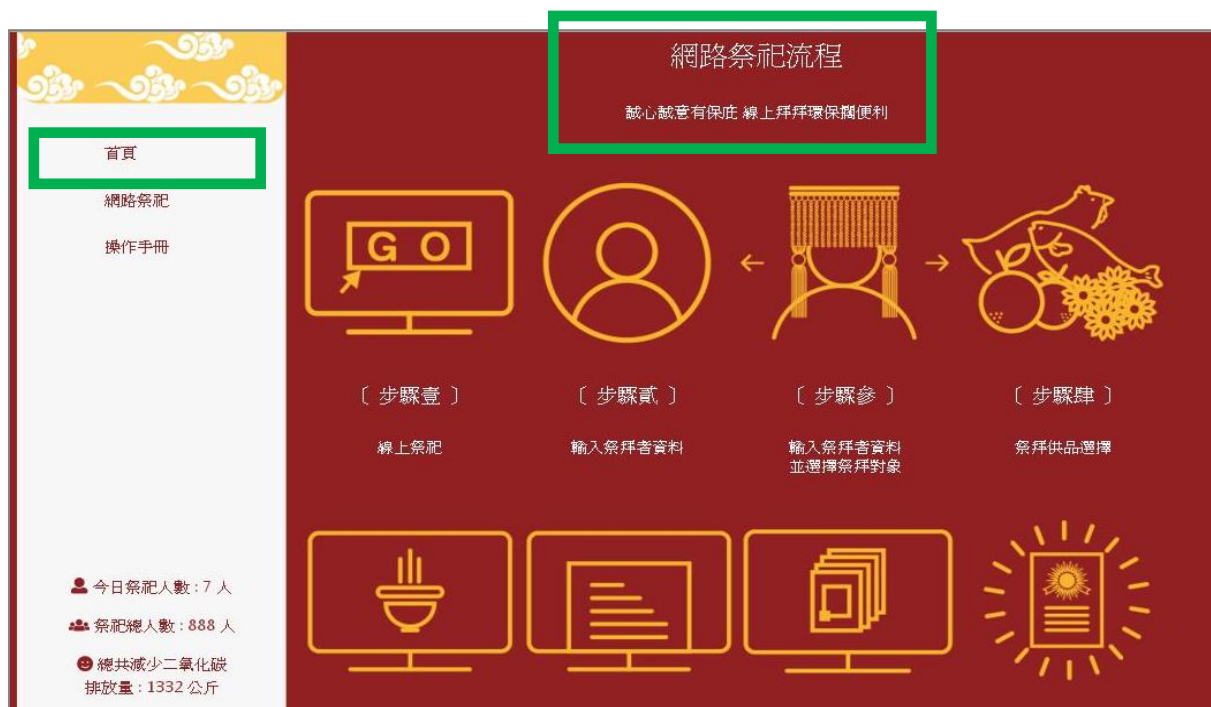 首頁
網路祭祀
操作手冊
今日祭祀人數:7 人
祭祀總人數:888 人
總共減少二氧化碳
排放量:1332 公斤
網路祭祀流程
誠心誠意有保庇 線上拜拜環保擱便利
GO
〔 步驟壹 〕
線上祭祀
〔 步驟貳 〕
輸入祭拜者資料
〔 步驟參 〕
輸入祭拜者資料
並選擇祭拜對象
〔 步驟肆 〕
祭拜供品選擇